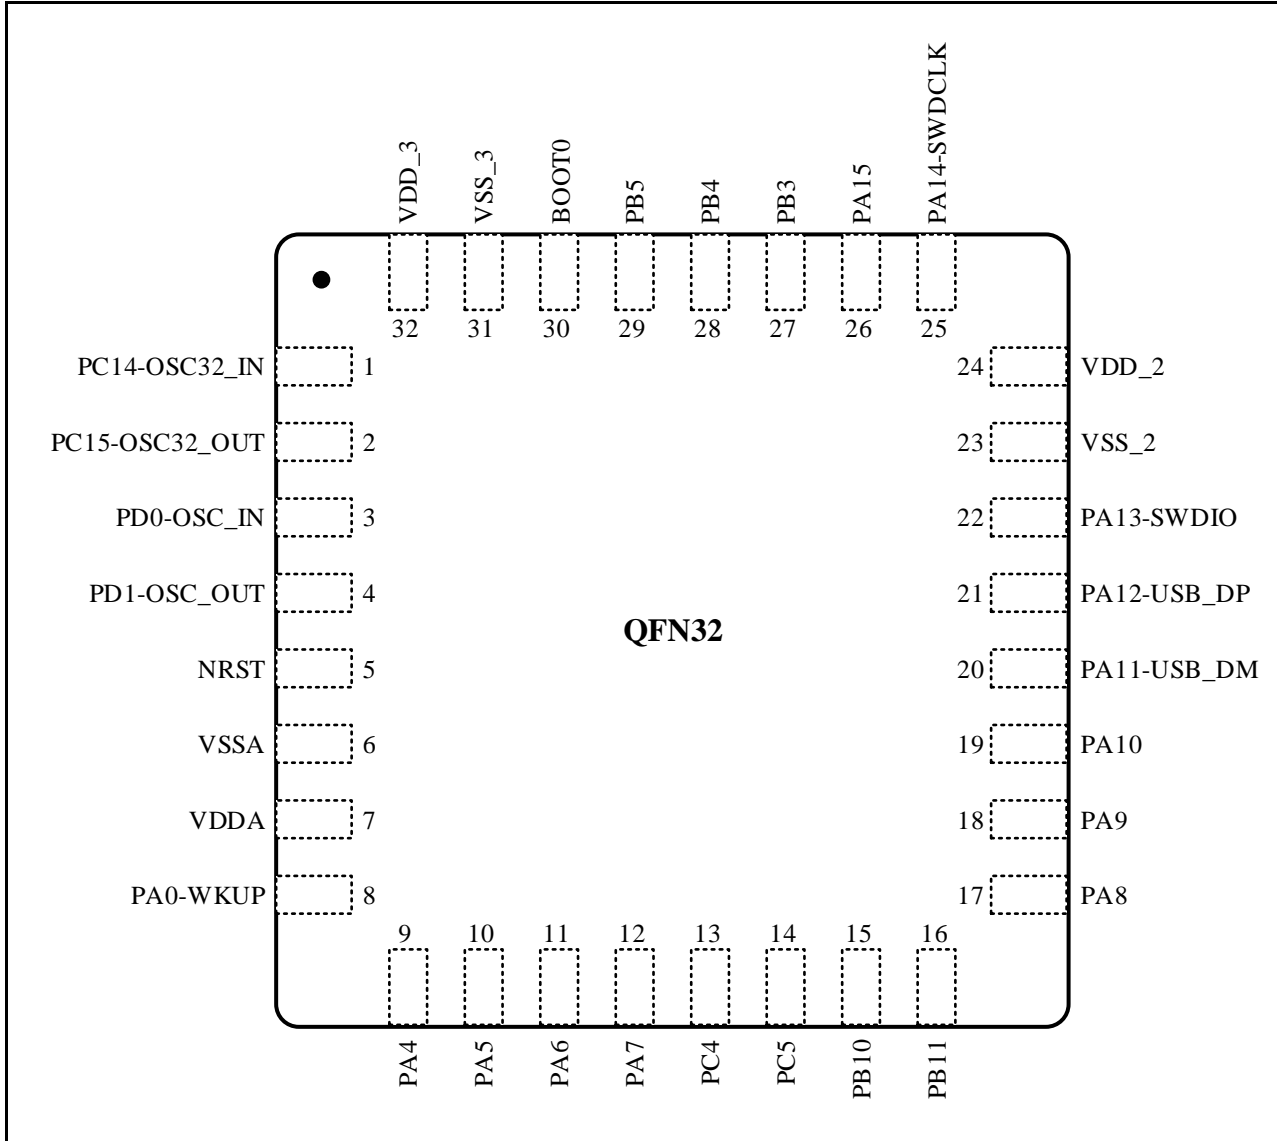 VDD_3 VSS_3 BOOT0 PB5 PB4 PB3 PA15 PA14-SWDCLK
32 31 30 29 28 27 26 25
PC14-OSC32_IN 1 24 VDD_2
PC15-OSC32_OUT 2 23 VSS_2
PD0-OSC_IN 3 22 PA13-SWDIO
PD1-OSC_OUT 4 21 PA12-USB_DP
QFN32
NRST 5 20 PA11-USB_DM
VSSA 6 19 PA10
VDDA 7 18 PA9
PA0-WKUP 8 17 PA8
9 10 11 12 13 14 15 16
PA4 PA5 PA6 PA7 PC4 PC5 PB10 PB11